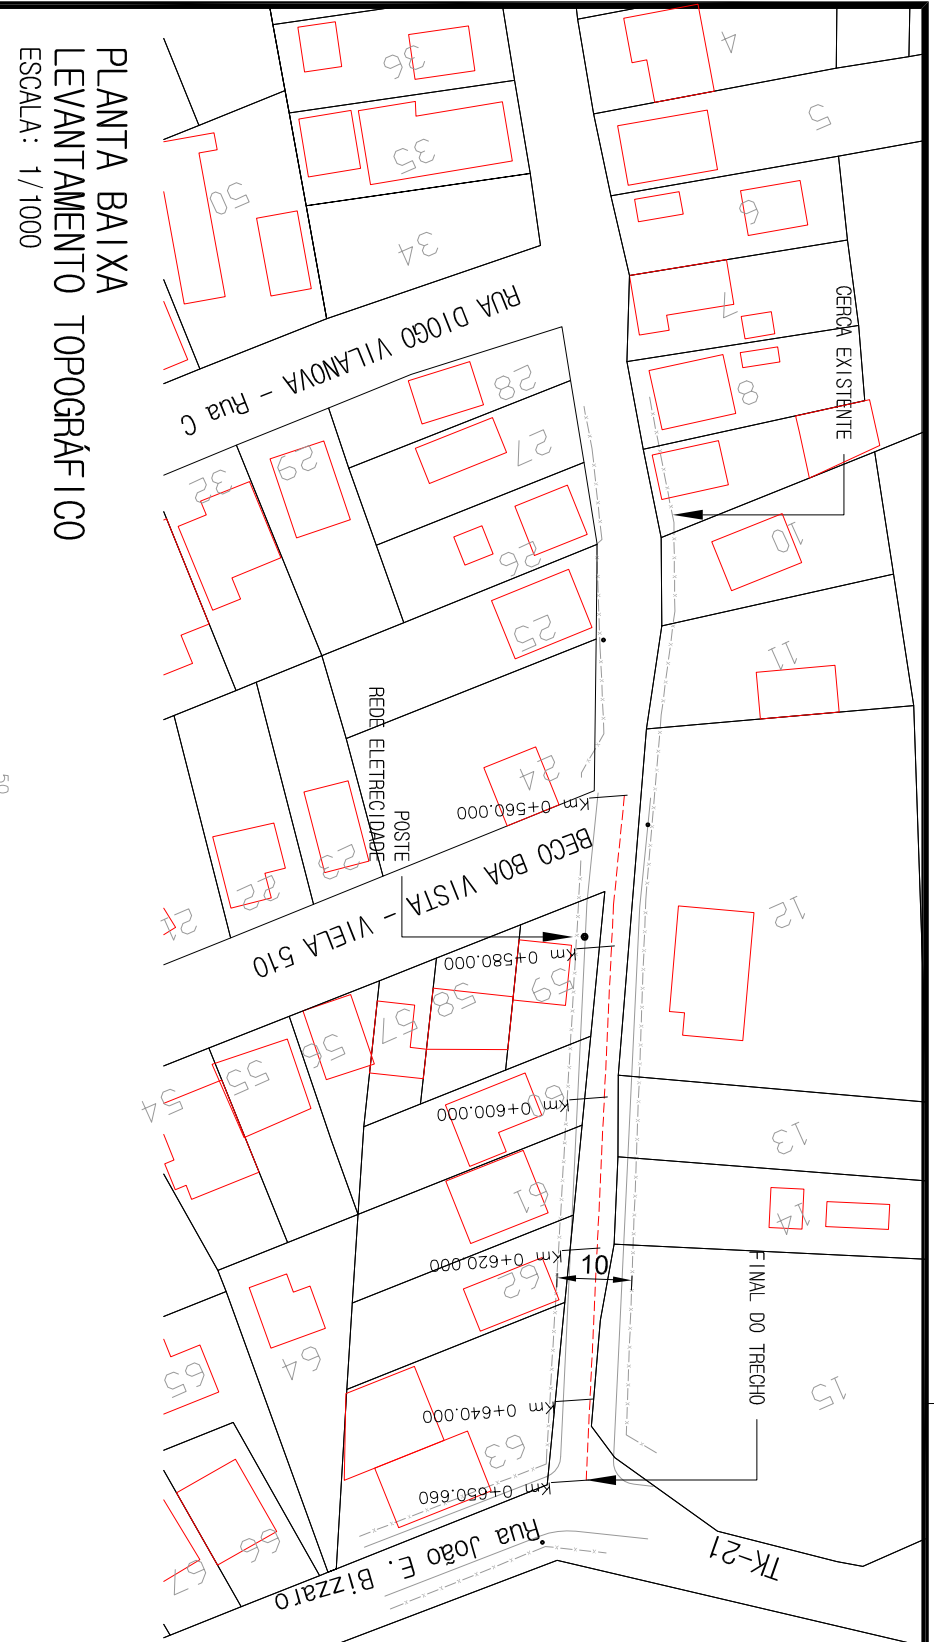 PLANTA BAIXA
LEVANTAMENTO TOPOGRÁFICO
ESCALA: 1/1000
50
4
5
6
7
8
10
11
12
13
14
15
36
35
34
50
28
27
26
25
24
29
32
23
22
21
59
58
57
56
55
54
60
61
62
63
64
65
66
67
CERCA EXISTENTE
RUA DIOGO VILANOVA - Rua C
REDE ELETRECIDADE
POSTE
BECO BOA VISTA - VIELA 510
Km 0+560.000
Km 0+580.000
Km 0+600.000
Km 0+620.000
Km 0+640.000
Km 0+650.660
10
FINAL DO TRECHO
Rua João E. Bizzaro
TK-21